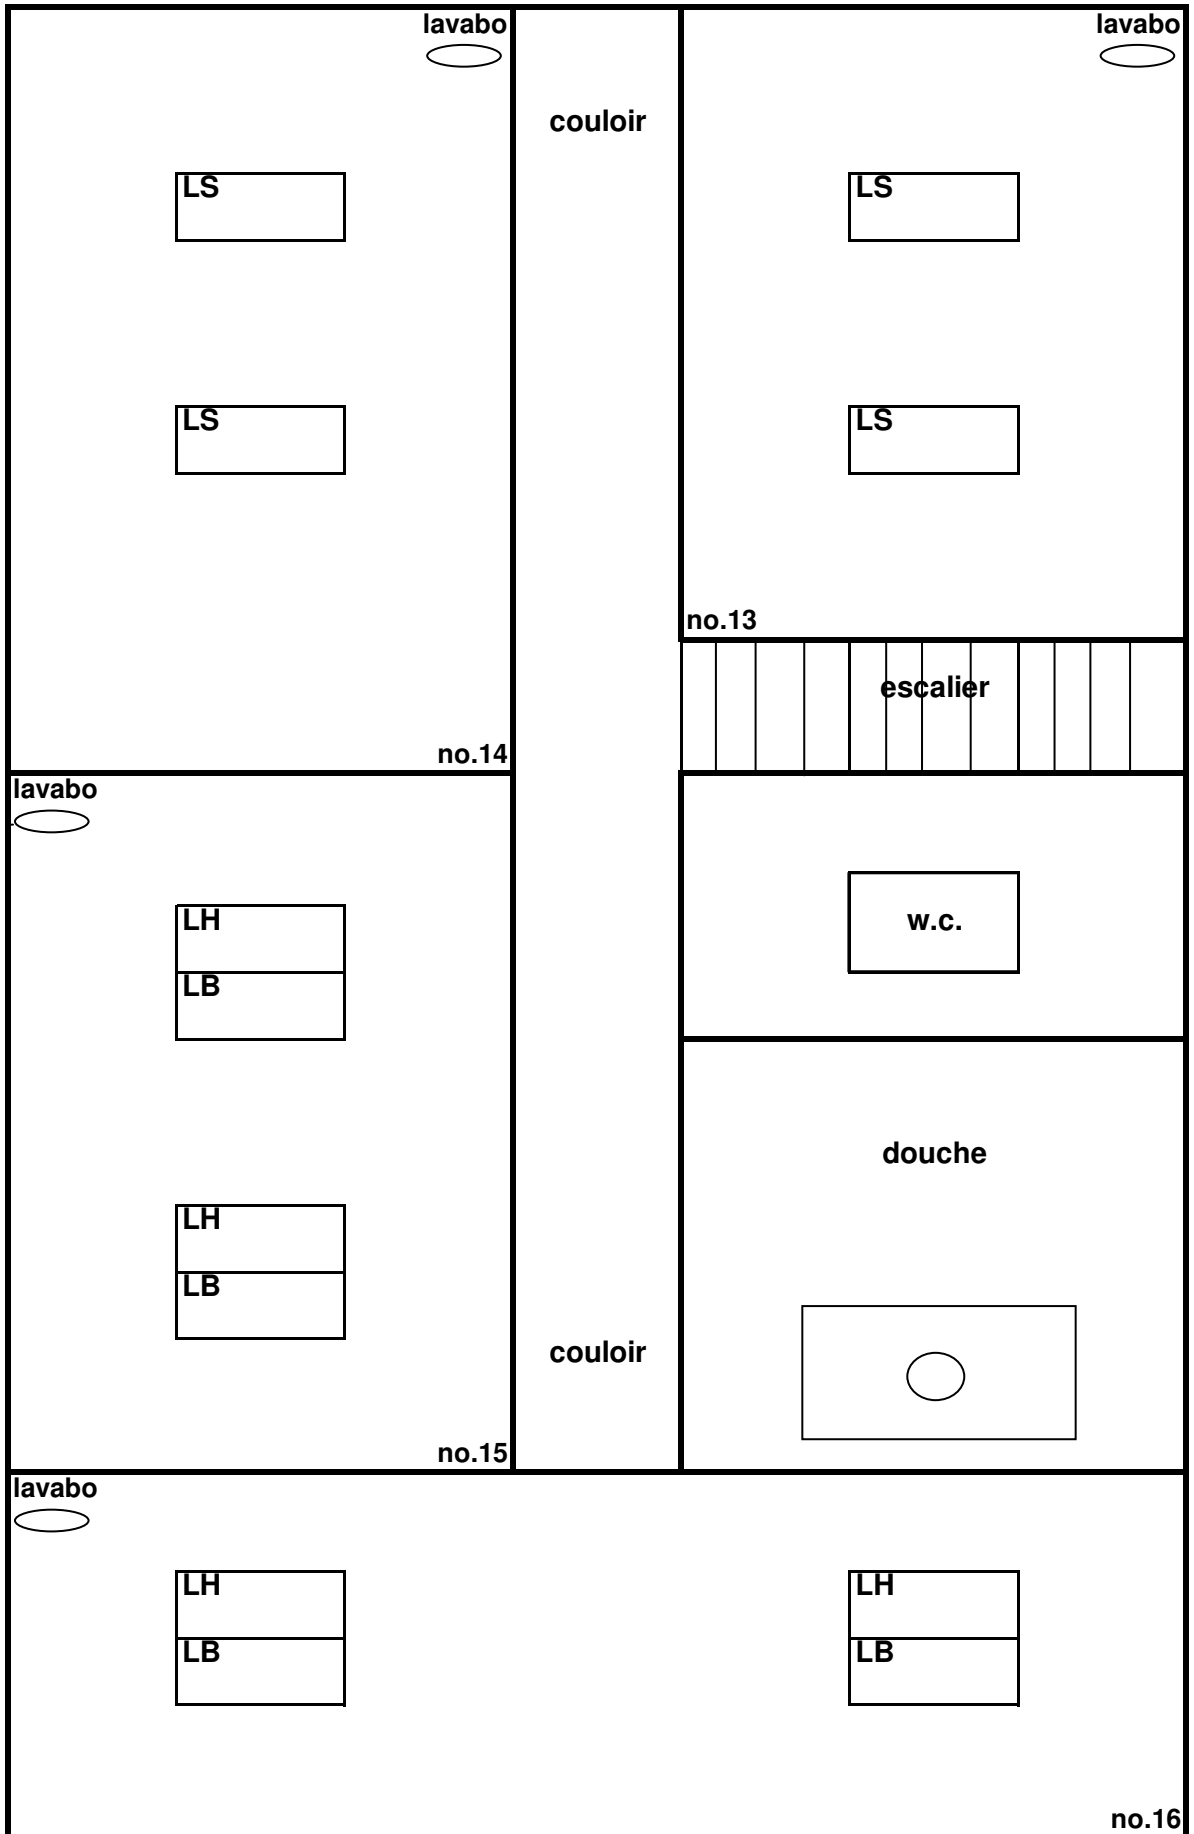 lavabo
lavabo
couloir
LS
LS
LS
LS
no.13
escalier
no.14
lavabo
LH
w.c.
LB
douche
LH
LB
couloir
no.15
lavabo
LH
LH
LB
LB
no.16